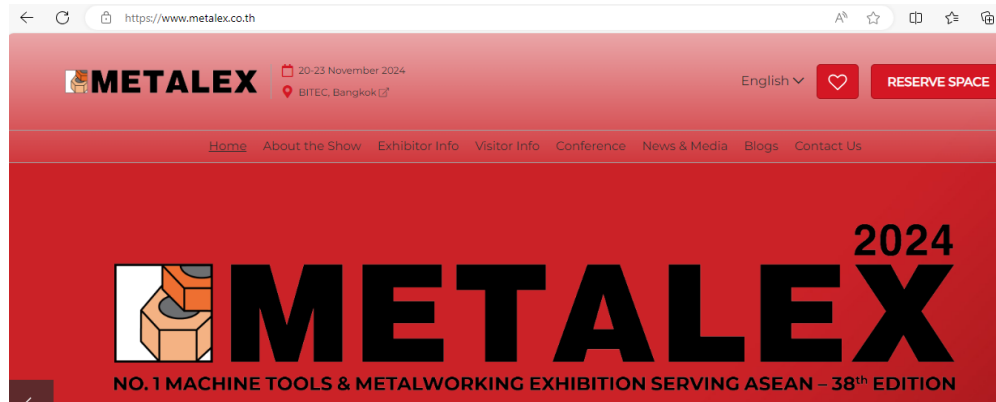 https://www.metalex.co.th
METALEX
20-23 November 2024
BITEC, Bangkok
English
RESERVE SPACE
Home About the Show Exhibitor Info Visitor Info Conference News & Media Blogs Contact Us
2024
METALEX
NO. 1 MACHINE TOOLS & METALWORKING EXHIBITION SERVING ASEAN – 38th EDITION